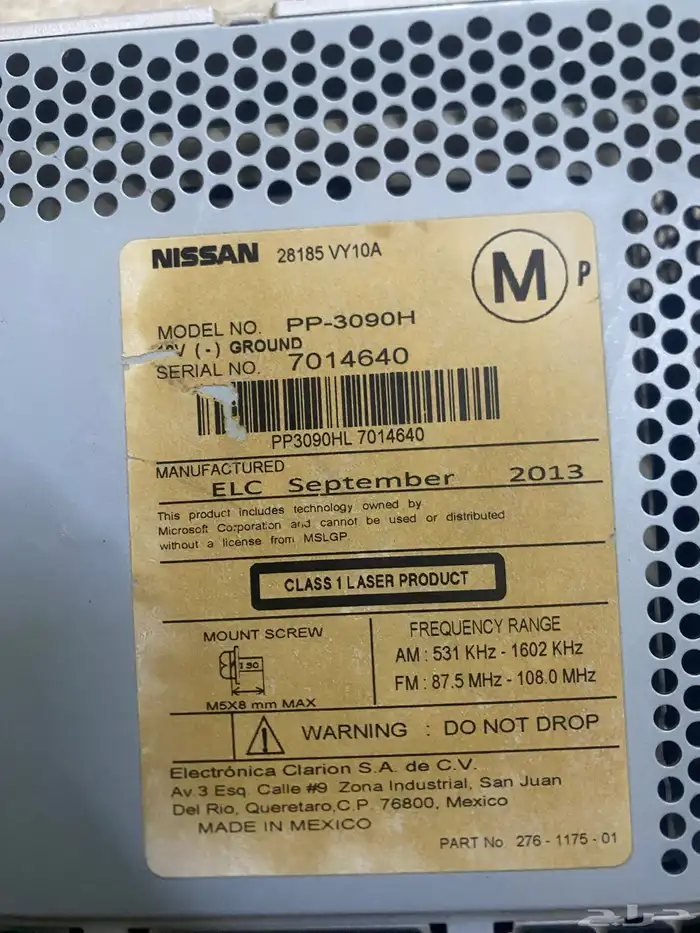 NISSAN 28185 VY10A
M P
MODEL NO. PP-3090H
V (-) GROUND
SERIAL NO. 7014640
PP3090HL 7014640
MANUFACTURED
ELC September 2013
This product includes technology owned by
Microsoft Corporation and cannot be used or distributed
without a license from MSLGP
CLASS 1 LASER PRODUCT
MOUNT SCREW
ISO
M5X8 mm MAX
FREQUENCY RANGE
AM : 531 KHz - 1602 KHz
FM : 87.5 MHz - 108.0 MHz
WARNING : DO NOT DROP
Electrónica Clarion S.A. de C.V.
Av 3 Esq. Calle #9 Zona Industrial, San Juan
Del Rio, Queretaro,C.P. 76800, Mexico
MADE IN MEXICO
PART No 276 - 1175 - 01
حراج